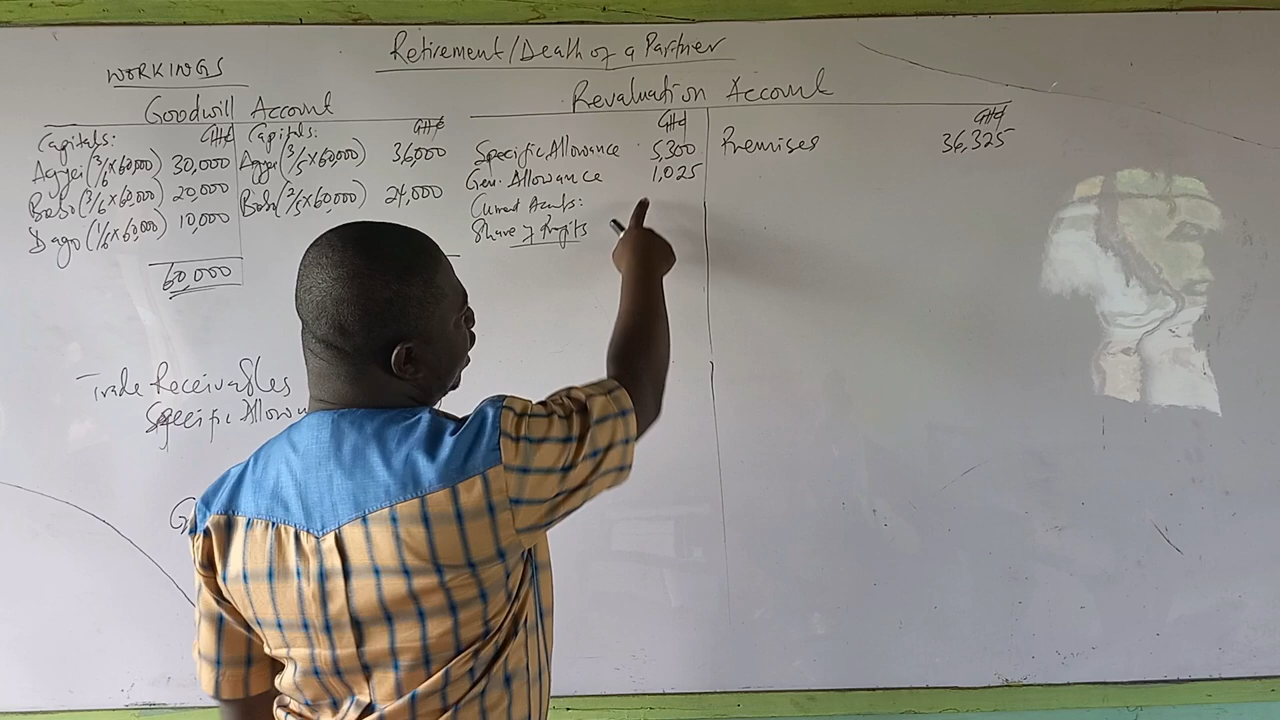 Retirement/Death of a Partner
WORKINGS
Goodwill Account
GH¢ GH¢
Capitals: Capitals:
Agyei (3/6 x 60,000) 30,000 Agyei (3/5 x 60,000) 36,000
Bobo (2/6 x 60,000) 20,000 Bobo (2/5 x 60,000) 24,000
Dago (1/6 x 60,000) 10,000
60,000
Trade Receivables
Specific Allow
Revaluation Account
GH¢ GH¢
Specific Allowance 5,300 Premises 36,325
Gen. Allowance 1,025
Current Accts:
Share of Profits